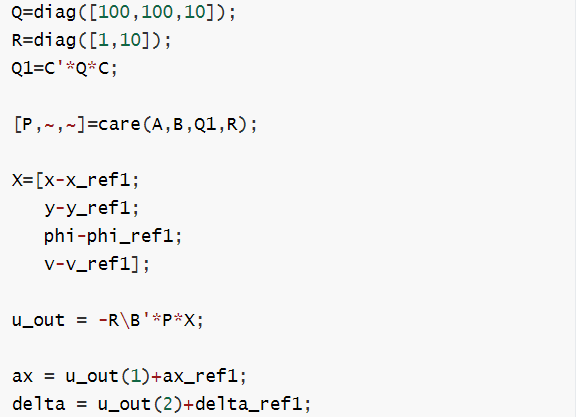 Q=diag([100,100,10]);
R=diag([1,10]);
Q1=C'*Q*C;
[P,~,~]=care(A,B,Q1,R);
X=[x-x_ref1;
y-y_ref1;
phi-phi_ref1;
v-v_ref1];
u_out = -R\B'*P*X;
ax = u_out(1)+ax_ref1;
delta = u_out(2)+delta_ref1;